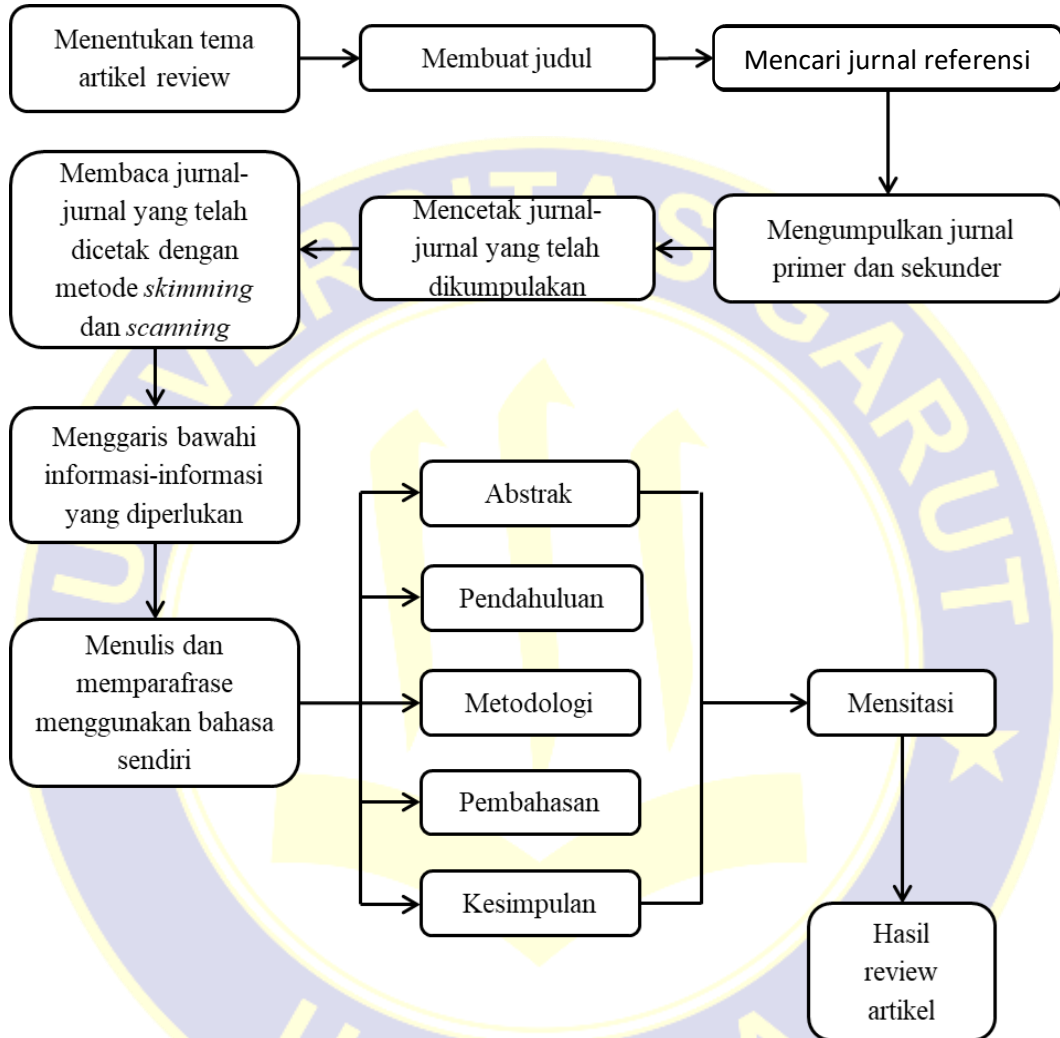 Menentukan tema
artikel review
Membuat judul
Mencari jurnal referensi
Mengumpulkan jurnal
primer dan sekunder
Mencetak jurnal-
jurnal yang telah
dikumpulakan
Membaca jurnal-
jurnal yang telah
dicetak dengan
metode skimming
dan scanning
Menggaris bawahi
informasi-informasi
yang diperlukan
Menulis dan
memparafrase
menggunakan bahasa
sendiri
Abstrak
Pendahuluan
Metodologi
Pembahasan
Kesimpulan
Mensitasi
Hasil
review
artikel
UNIVERSITAS GARUT